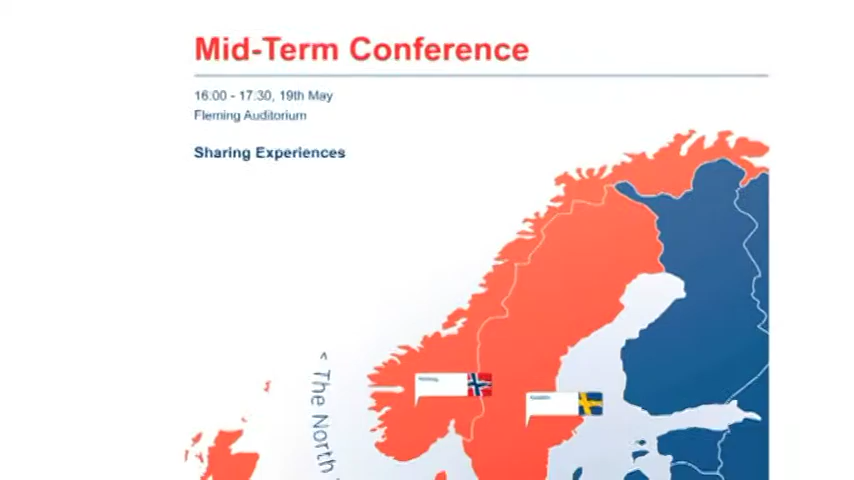 Mid-Term Conference
16:00 - 17:30, 19th May
Fleming Auditorium
Sharing Experiences
< The North